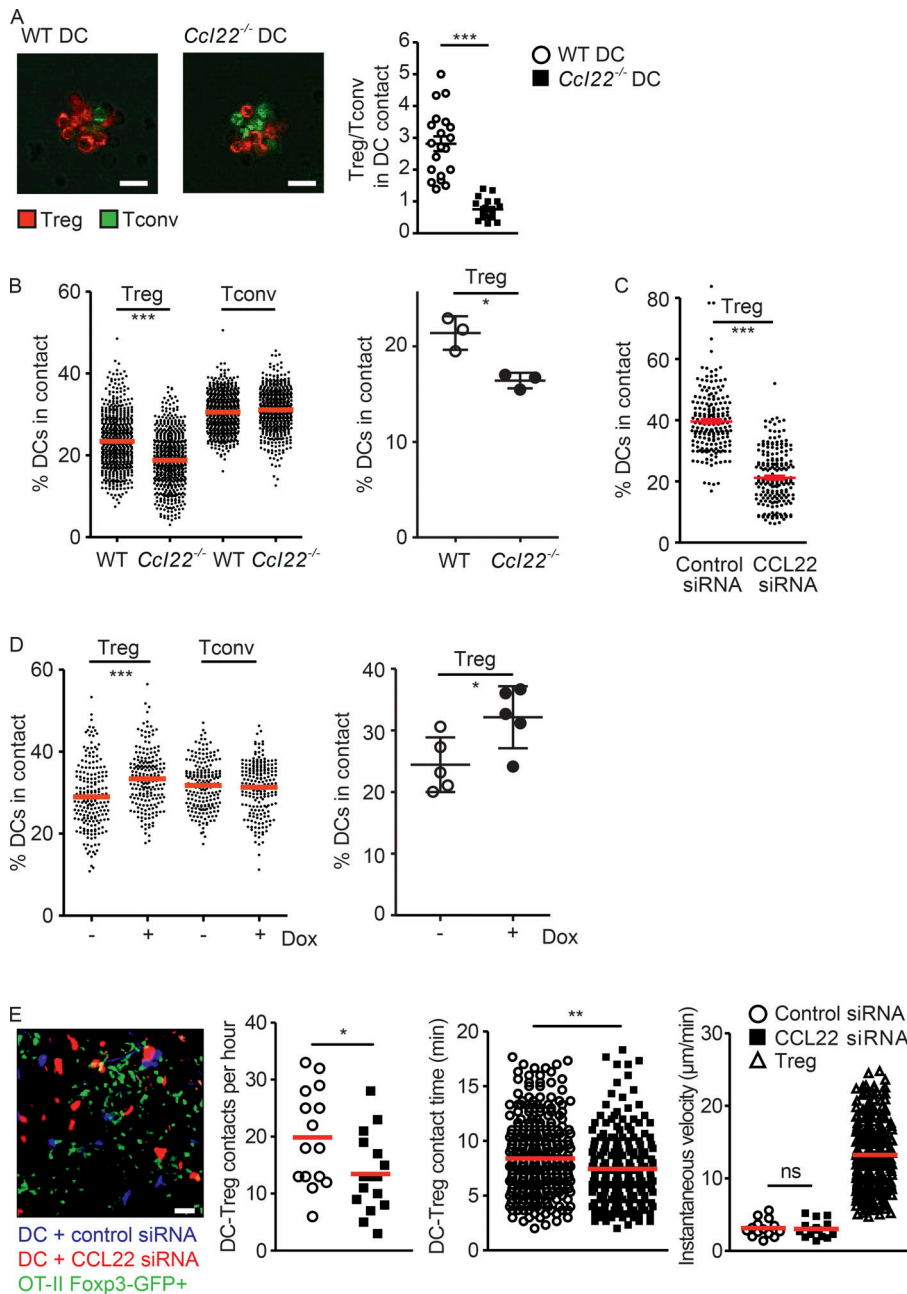 A
WT DC
Ccl22-/- DC
Treg
Tconv
6
5
4
3
2
1
0
Treg/Tconv
in DC contact
***
WT DC
Ccl22-/- DC
B
60
40
20
0
% DCs in contact
Treg
***
Tconv
WT Ccl22-/- WT Ccl22-/-
20
10
0
% DCs in contact
Treg
*
WT Ccl22-/-
C
80
60
40
20
0
% DCs in contact
Treg
***
Control CCL22
siRNA siRNA
D
60
40
20
0
% DCs in contact
Treg
***
Tconv
- + - + Dox
40
30
20
10
0
% DCs in contact
Treg
*
- + Dox
E
DC + control siRNA
DC + CCL22 siRNA
OT-II Foxp3-GFP+
40
30
20
10
0
DC-Treg contacts per hour
*
20
15
10
5
0
DC-Treg contact time (min)
**
Control siRNA
CCL22 siRNA
Treg
30
20
10
0
Instantaneous velocity (µm/min)
ns